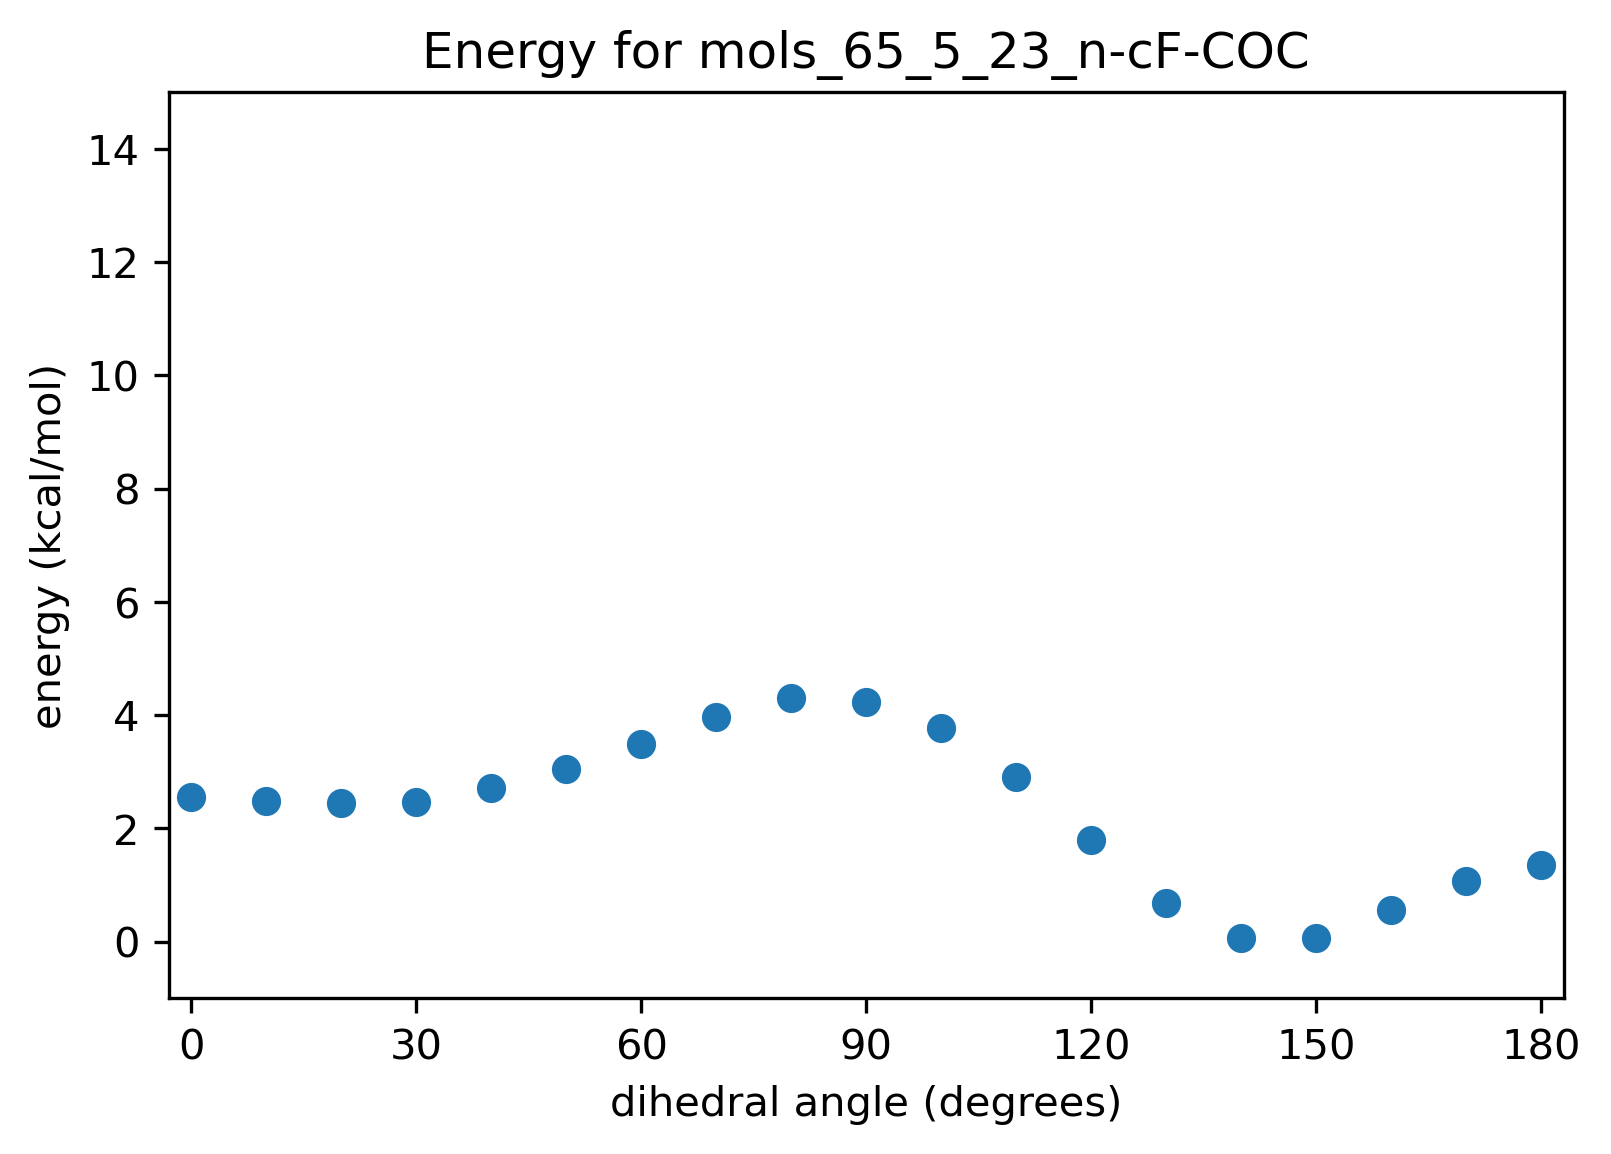 Energy for mols_65_5_23_n-cF-COC
14
12
10
8
6
4
2
0
energy (kcal/mol)
0 30 60 90 120 150 180
dihedral angle (degrees)